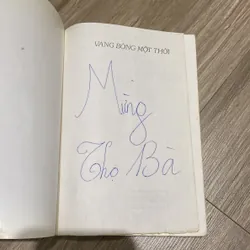 VANG BÓNG MỘT THỜI
Mừng
Thọ Bà